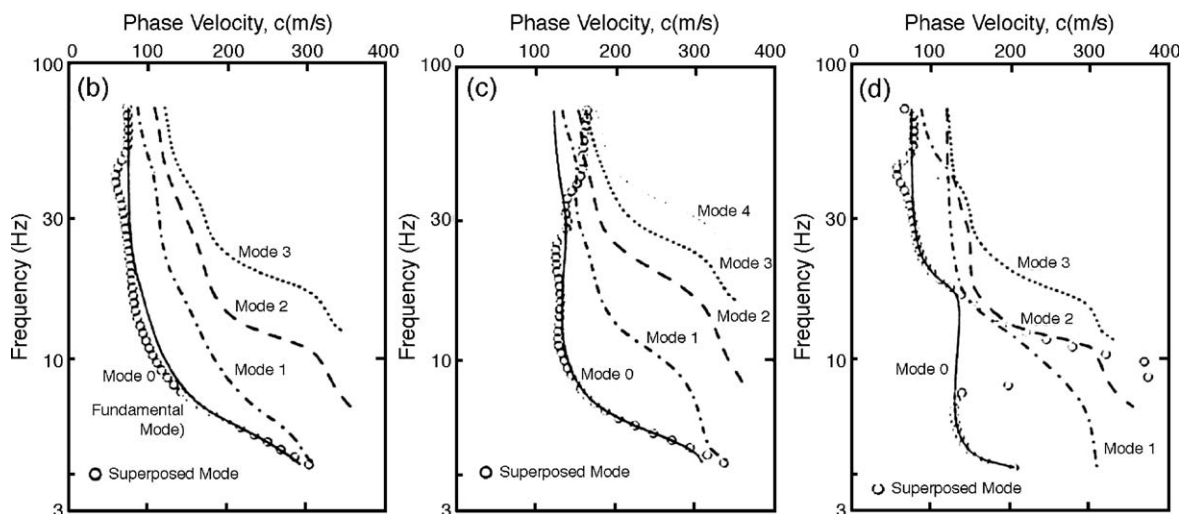 Phase Velocity, c(m/s)
0 100 200 300 400
Frequency (Hz)
100
30
10
3
(b)
Mode 3
Mode 2
Mode 1
Mode 0
Fundamental
Mode)
Superposed Mode
Phase Velocity, c(m/s)
0 100 200 300 400
Frequency (Hz)
100
30
10
3
(c)
Mode 4
Mode 3
Mode 2
Mode 1
Mode 0
Superposed Mode
Phase Velocity, c(m/s)
0 100 200 300 400
Frequency (Hz)
100
30
10
3
(d)
Mode 3
Mode 2
Mode 0
Mode 1
Superposed Mode